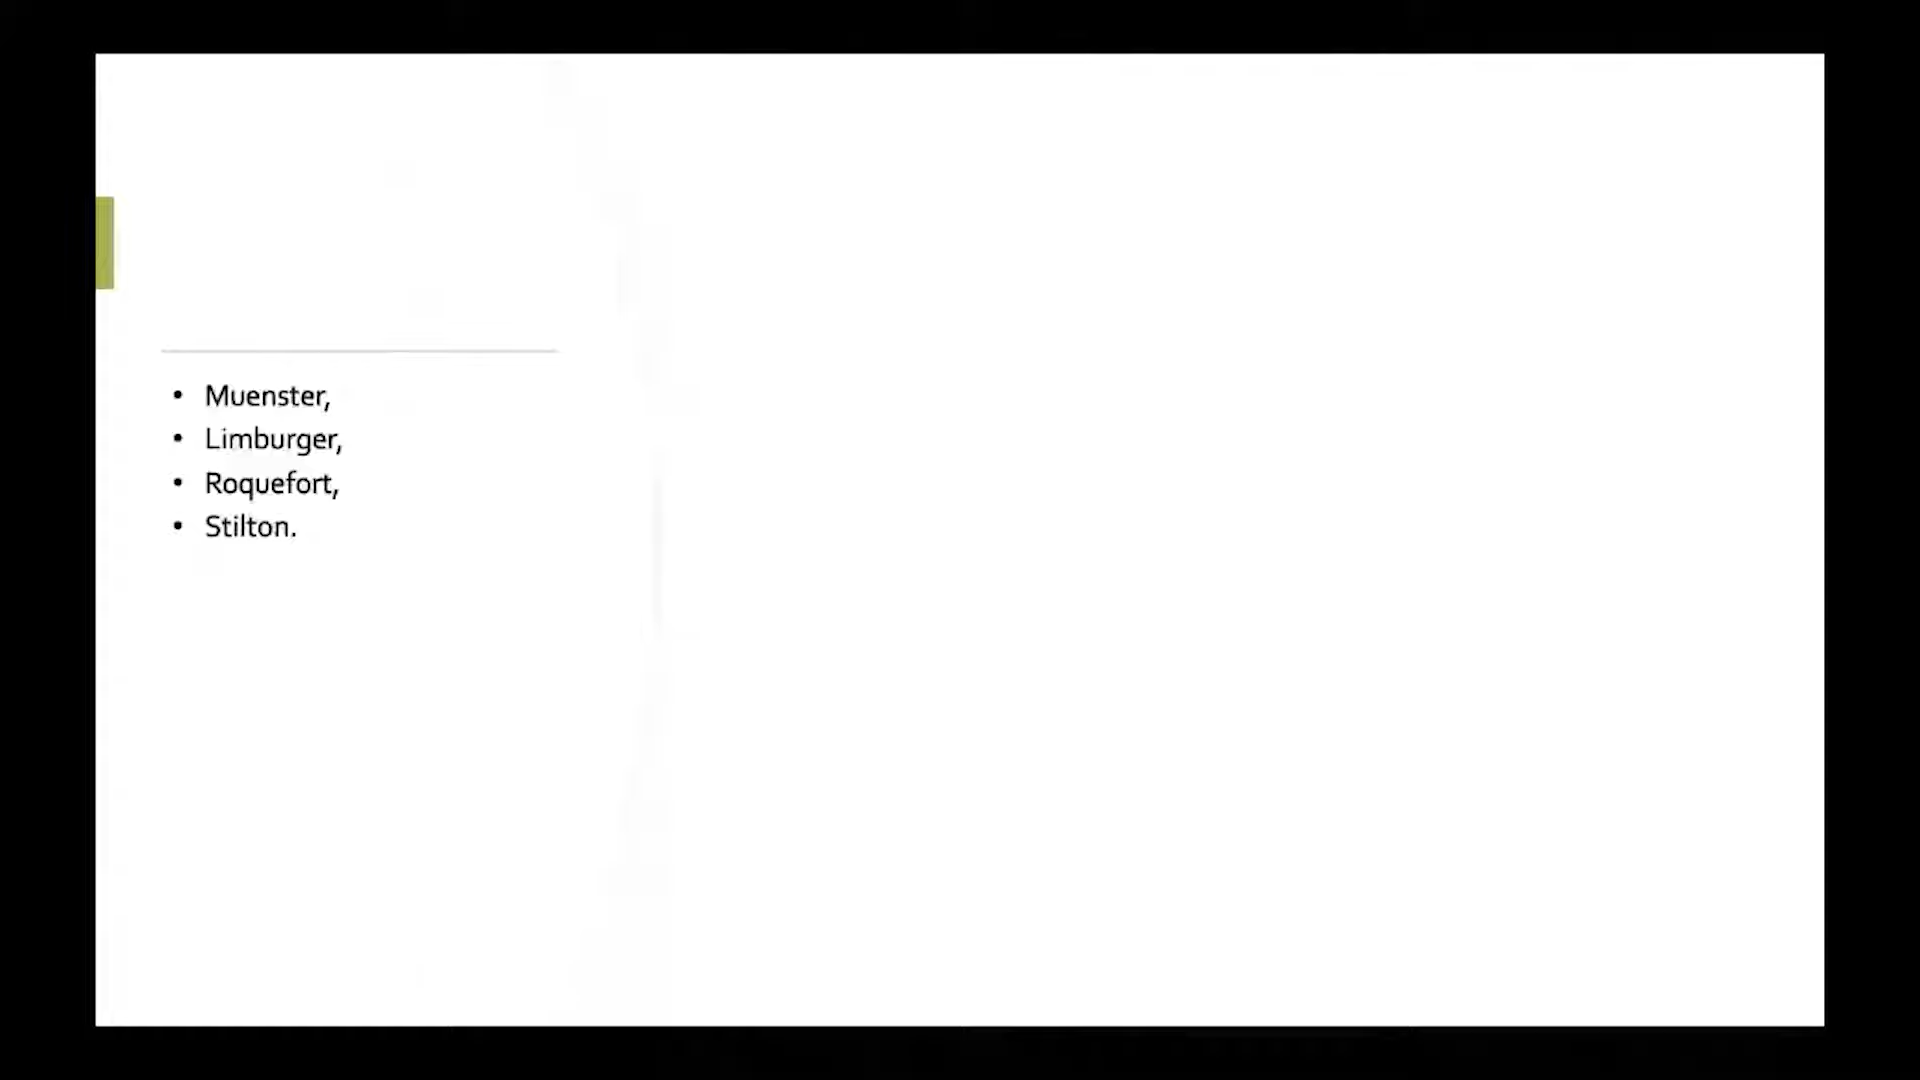 • Muenster,
• Limburger,
• Roquefort,
• Stilton.